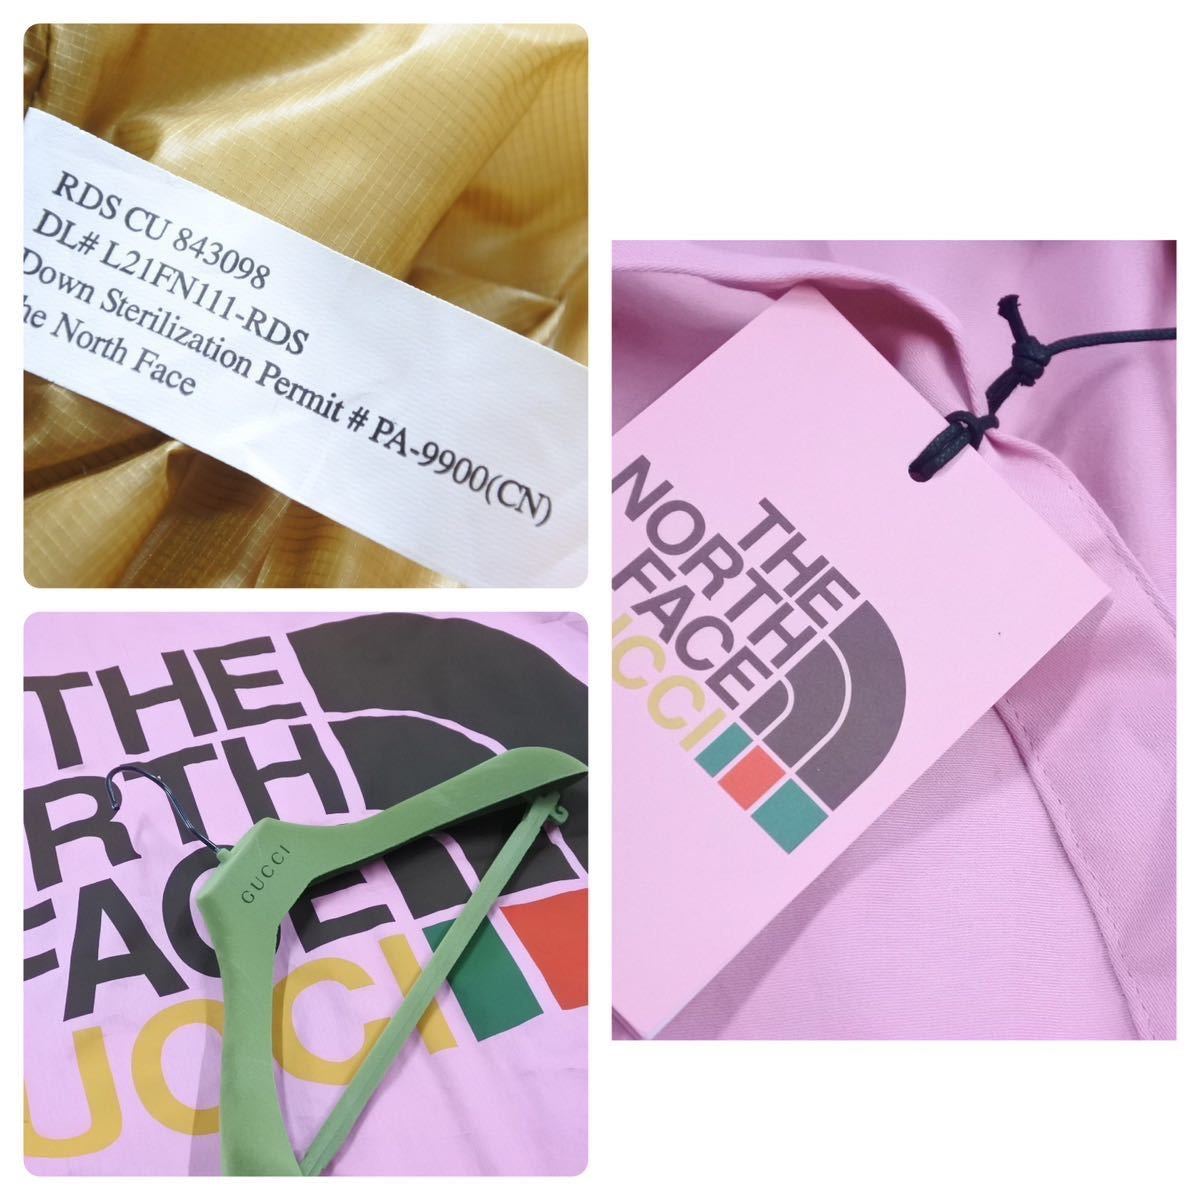 RDS CU 843098
DL# L21FN111-RDS
Down Sterilization Permit # PA-9900(CN)
he North Face
THE
NORTH
FACE
UCCI
THE
RTH
FACE
UCCI
GUCCI